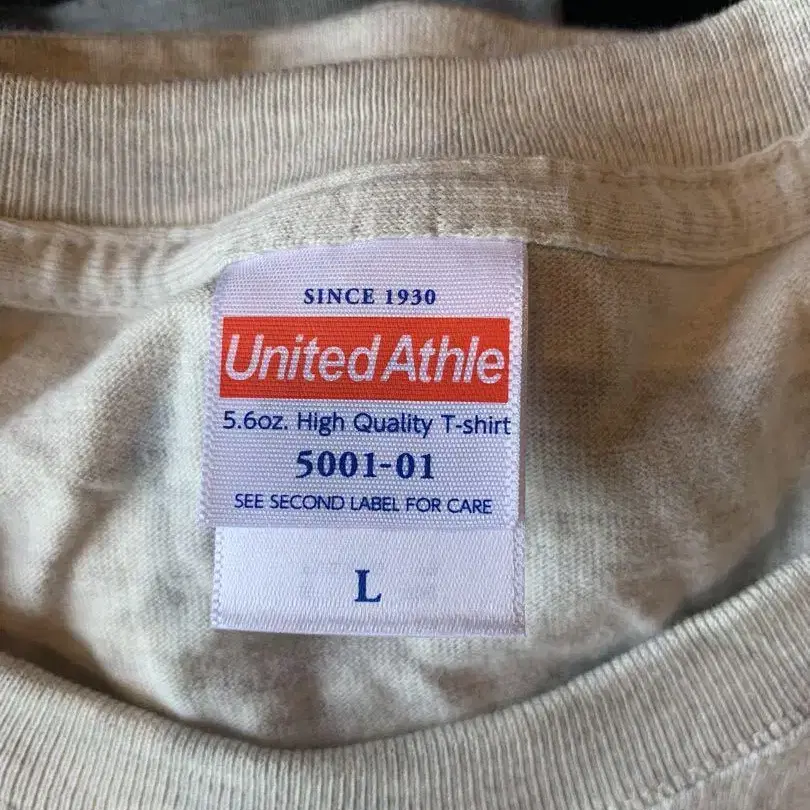 SINCE 1930
United Athle
5.6oz. High Quality T-shirt
5001-01
SEE SECOND LABEL FOR CARE
L